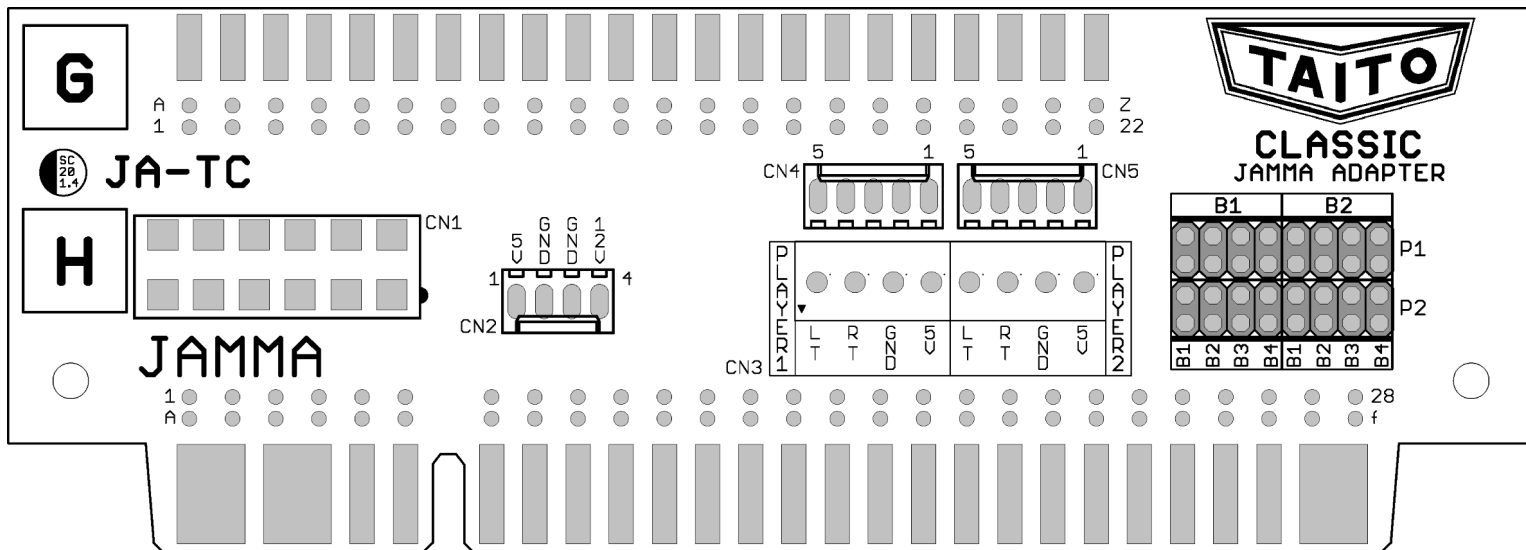 G
TAITO
CLASSIC
JAMMA ADAPTER
A Z
1 22
SC
20
1.4
JA-TC
H
CN1
5V GND GND 12V
1 4
CN2
CN4 5 1
5 1 CN5
PLAYER1
LT RT GND 5V LT RT GND 5V
PLAYER2
CN3
B1 B2
P1
P2
B1 B2 B3 B4 B1 B2 B3 B4
JAMMA
1 28
A f